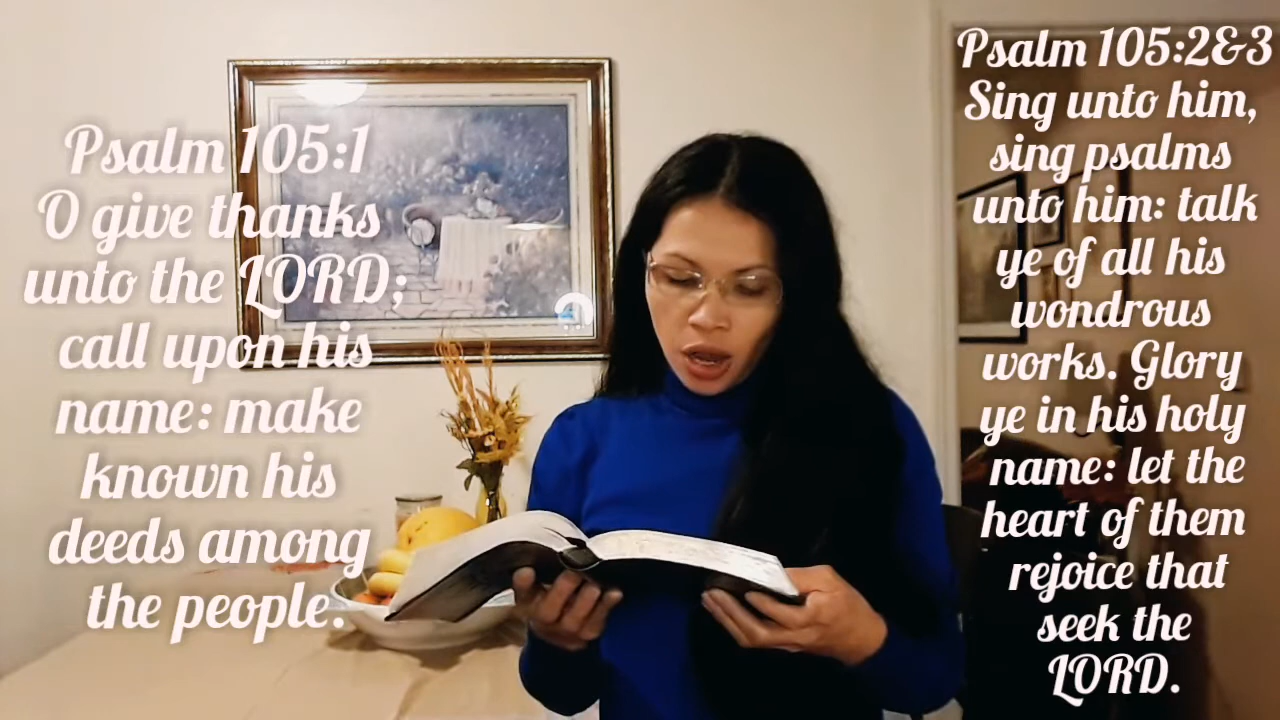 Psalm 105:1
O give thanks
unto the LORD;
call upon his
name: make
known his
deeds among
the people.
Psalm 105:2&3
Sing unto him,
sing psalms
unto him: talk
ye of all his
wondrous
works. Glory
ye in his holy
name: let the
heart of them
rejoice that
seek the
LORD.